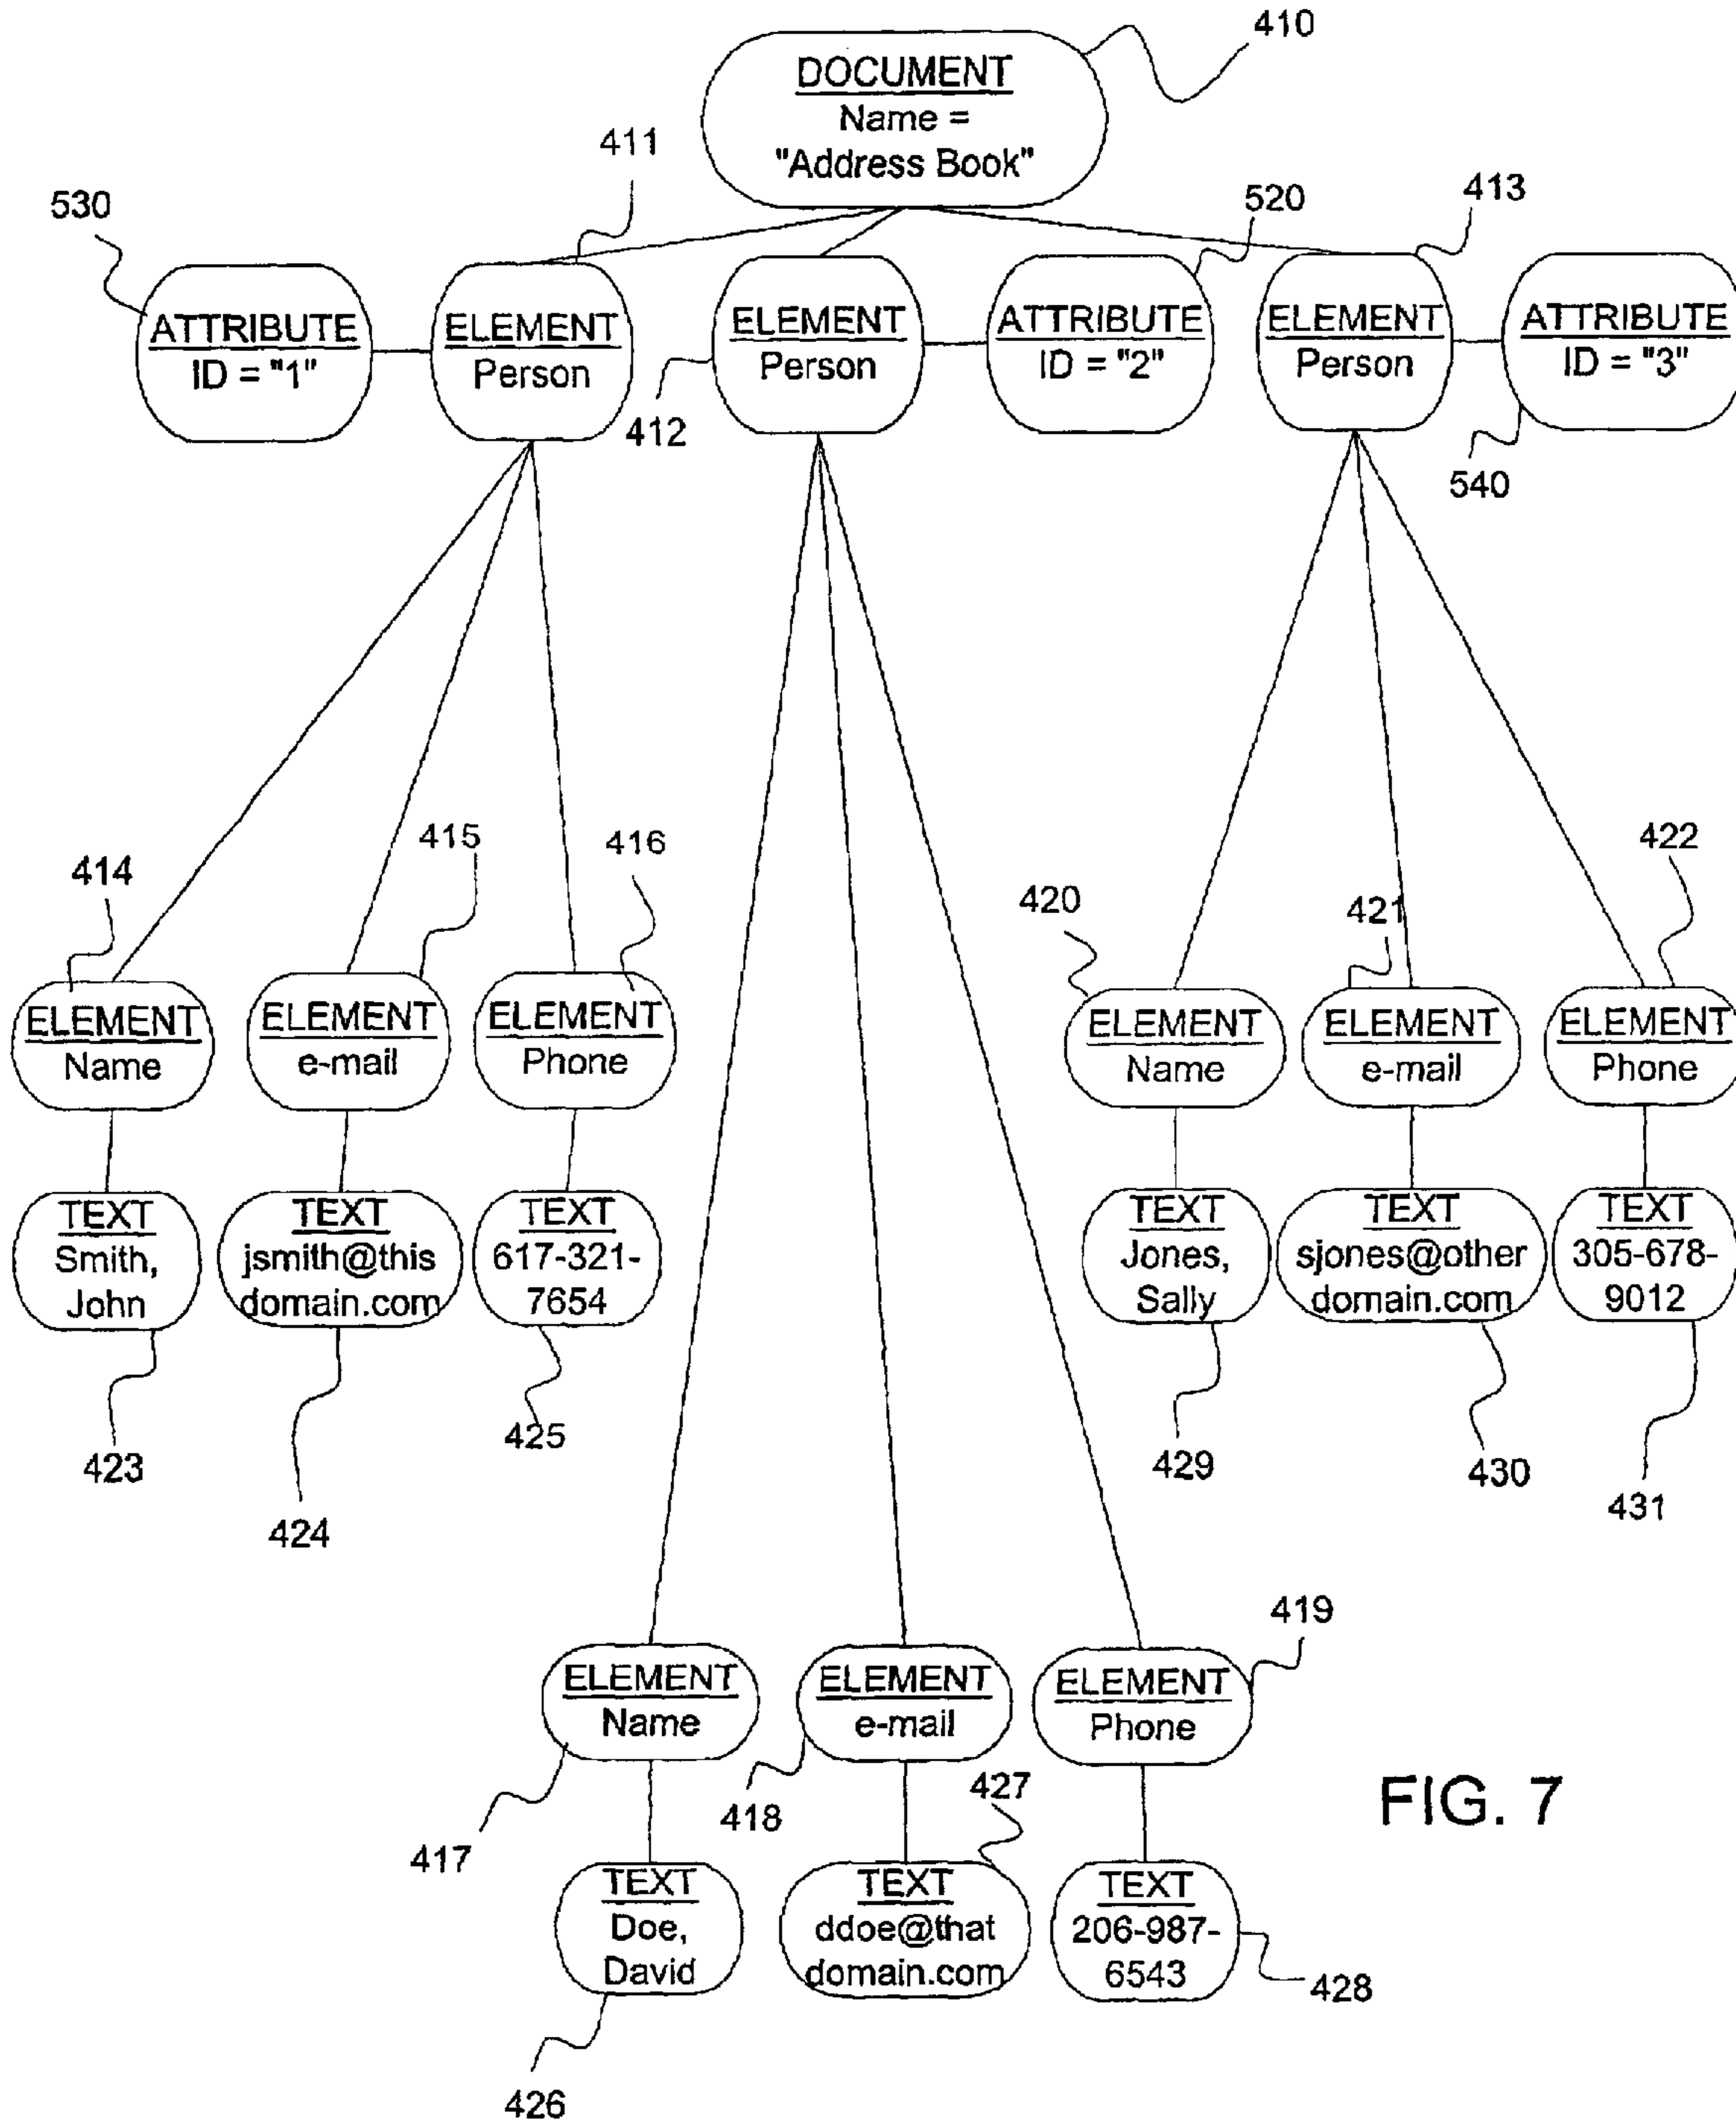 410
DOCUMENT
Name =
"Address Book"
411
530
520
413
ATTRIBUTE
ID = "1"
ELEMENT
Person
412
ELEMENT
Person
ATTRIBUTE
ID = "2"
ELEMENT
Person
ATTRIBUTE
ID = "3"
540
414
415
416
420
421
422
ELEMENT
Name
ELEMENT
e-mail
ELEMENT
Phone
ELEMENT
Name
ELEMENT
e-mail
ELEMENT
Phone
TEXT
Smith,
John
TEXT
jsmith@this
domain.com
TEXT
617-321-
7654
TEXT
Jones,
Sally
TEXT
sjones@other
domain.com
TEXT
305-678-
9012
423
424
425
429
430
431
419
ELEMENT
Name
ELEMENT
e-mail
ELEMENT
Phone
417
418
427
FIG. 7
TEXT
Doe,
David
TEXT
ddoe@that
domain.com
TEXT
206-987-
6543
428
426